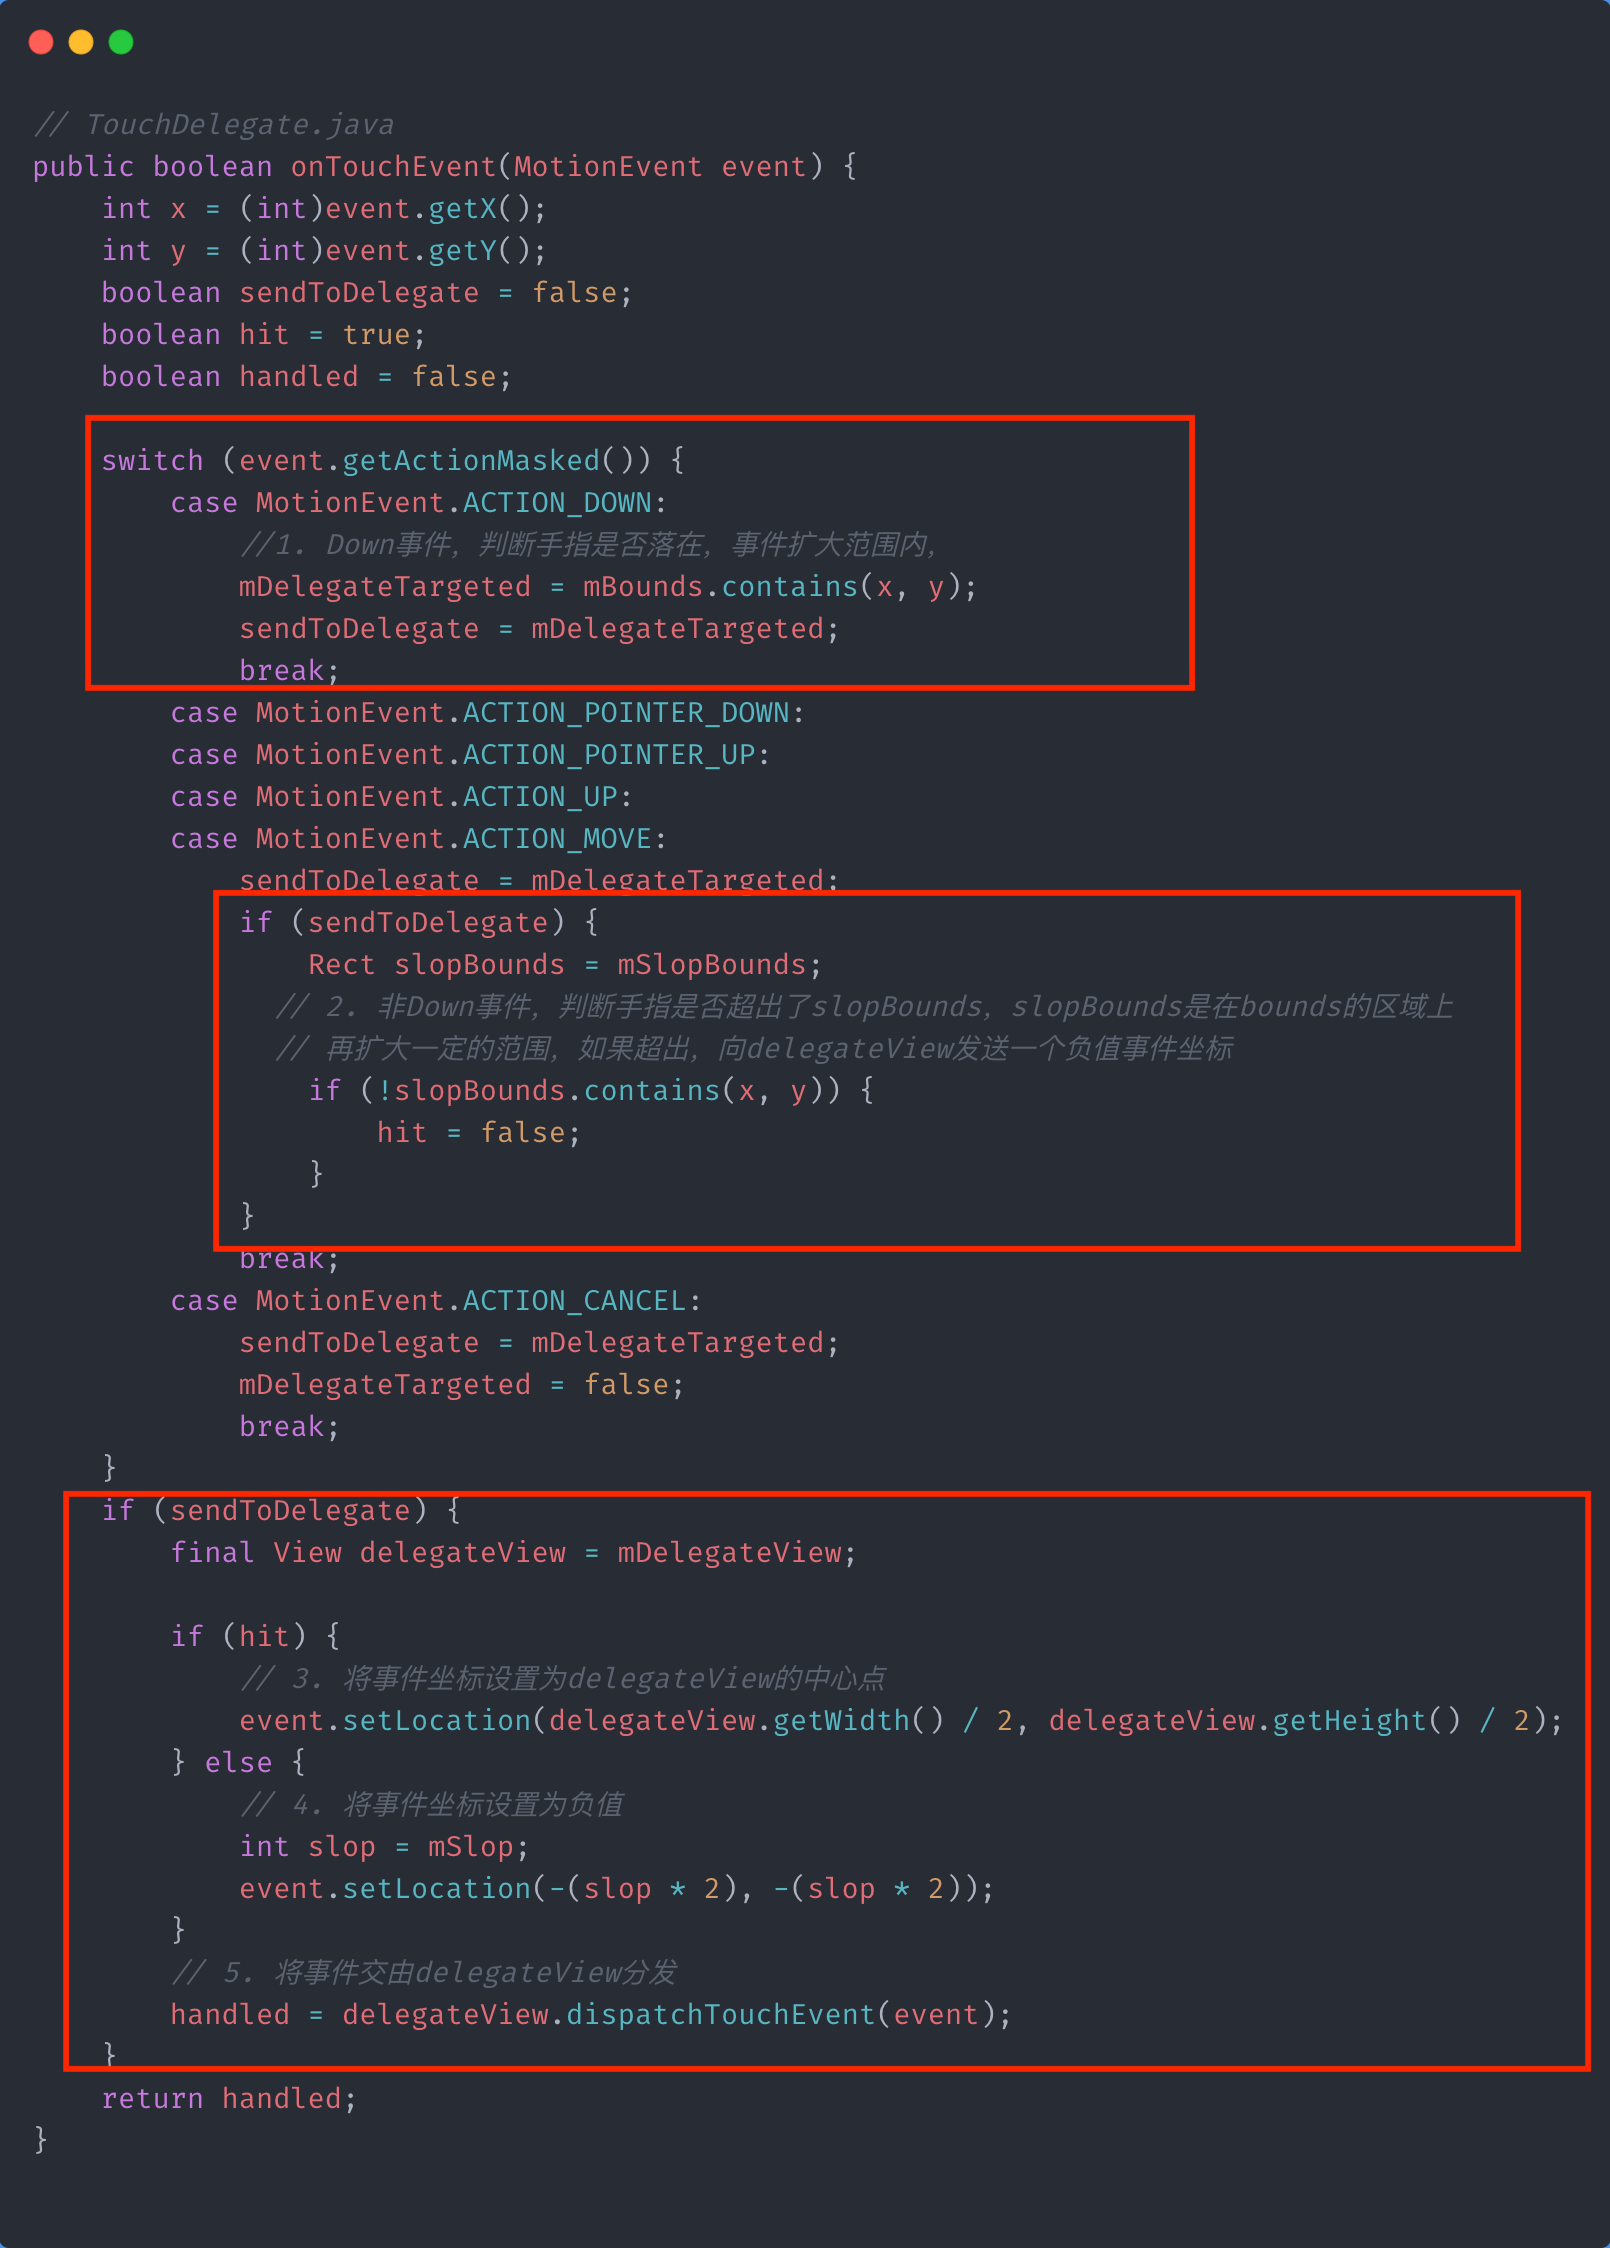 // TouchDelegate.java
public boolean onTouchEvent(MotionEvent event) {
    int x = (int)event.getX();
    int y = (int)event.getY();
    boolean sendToDelegate = false;
    boolean hit = true;
    boolean handled = false;

    switch (event.getActionMasked()) {
        case MotionEvent.ACTION_DOWN:
            //1. Down事件，判断手指是否落在，事件扩大范围内，
            mDelegateTargeted = mBounds.contains(x, y);
            sendToDelegate = mDelegateTargeted;
            break;
        case MotionEvent.ACTION_POINTER_DOWN:
        case MotionEvent.ACTION_POINTER_UP:
        case MotionEvent.ACTION_UP:
        case MotionEvent.ACTION_MOVE:
            sendToDelegate = mDelegateTargeted;
            if (sendToDelegate) {
                Rect slopBounds = mSlopBounds;
              // 2. 非Down事件，判断手指是否超出了slopBounds，slopBounds是在bounds的区域上
              // 再扩大一定的范围，如果超出，向delegateView发送一个负值事件坐标
                if (!slopBounds.contains(x, y)) {
                    hit = false;
                }
            }
            break;
        case MotionEvent.ACTION_CANCEL:
            sendToDelegate = mDelegateTargeted;
            mDelegateTargeted = false;
            break;
    }
    if (sendToDelegate) {
        final View delegateView = mDelegateView;

        if (hit) {
            // 3. 将事件坐标设置为delegateView的中心点
            event.setLocation(delegateView.getWidth() / 2, delegateView.getHeight() / 2);
        } else {
            // 4. 将事件坐标设置为负值
            int slop = mSlop;
            event.setLocation(-(slop * 2), -(slop * 2));
        }
        // 5. 将事件交由delegateView分发
        handled = delegateView.dispatchTouchEvent(event);
    }
    return handled;
}